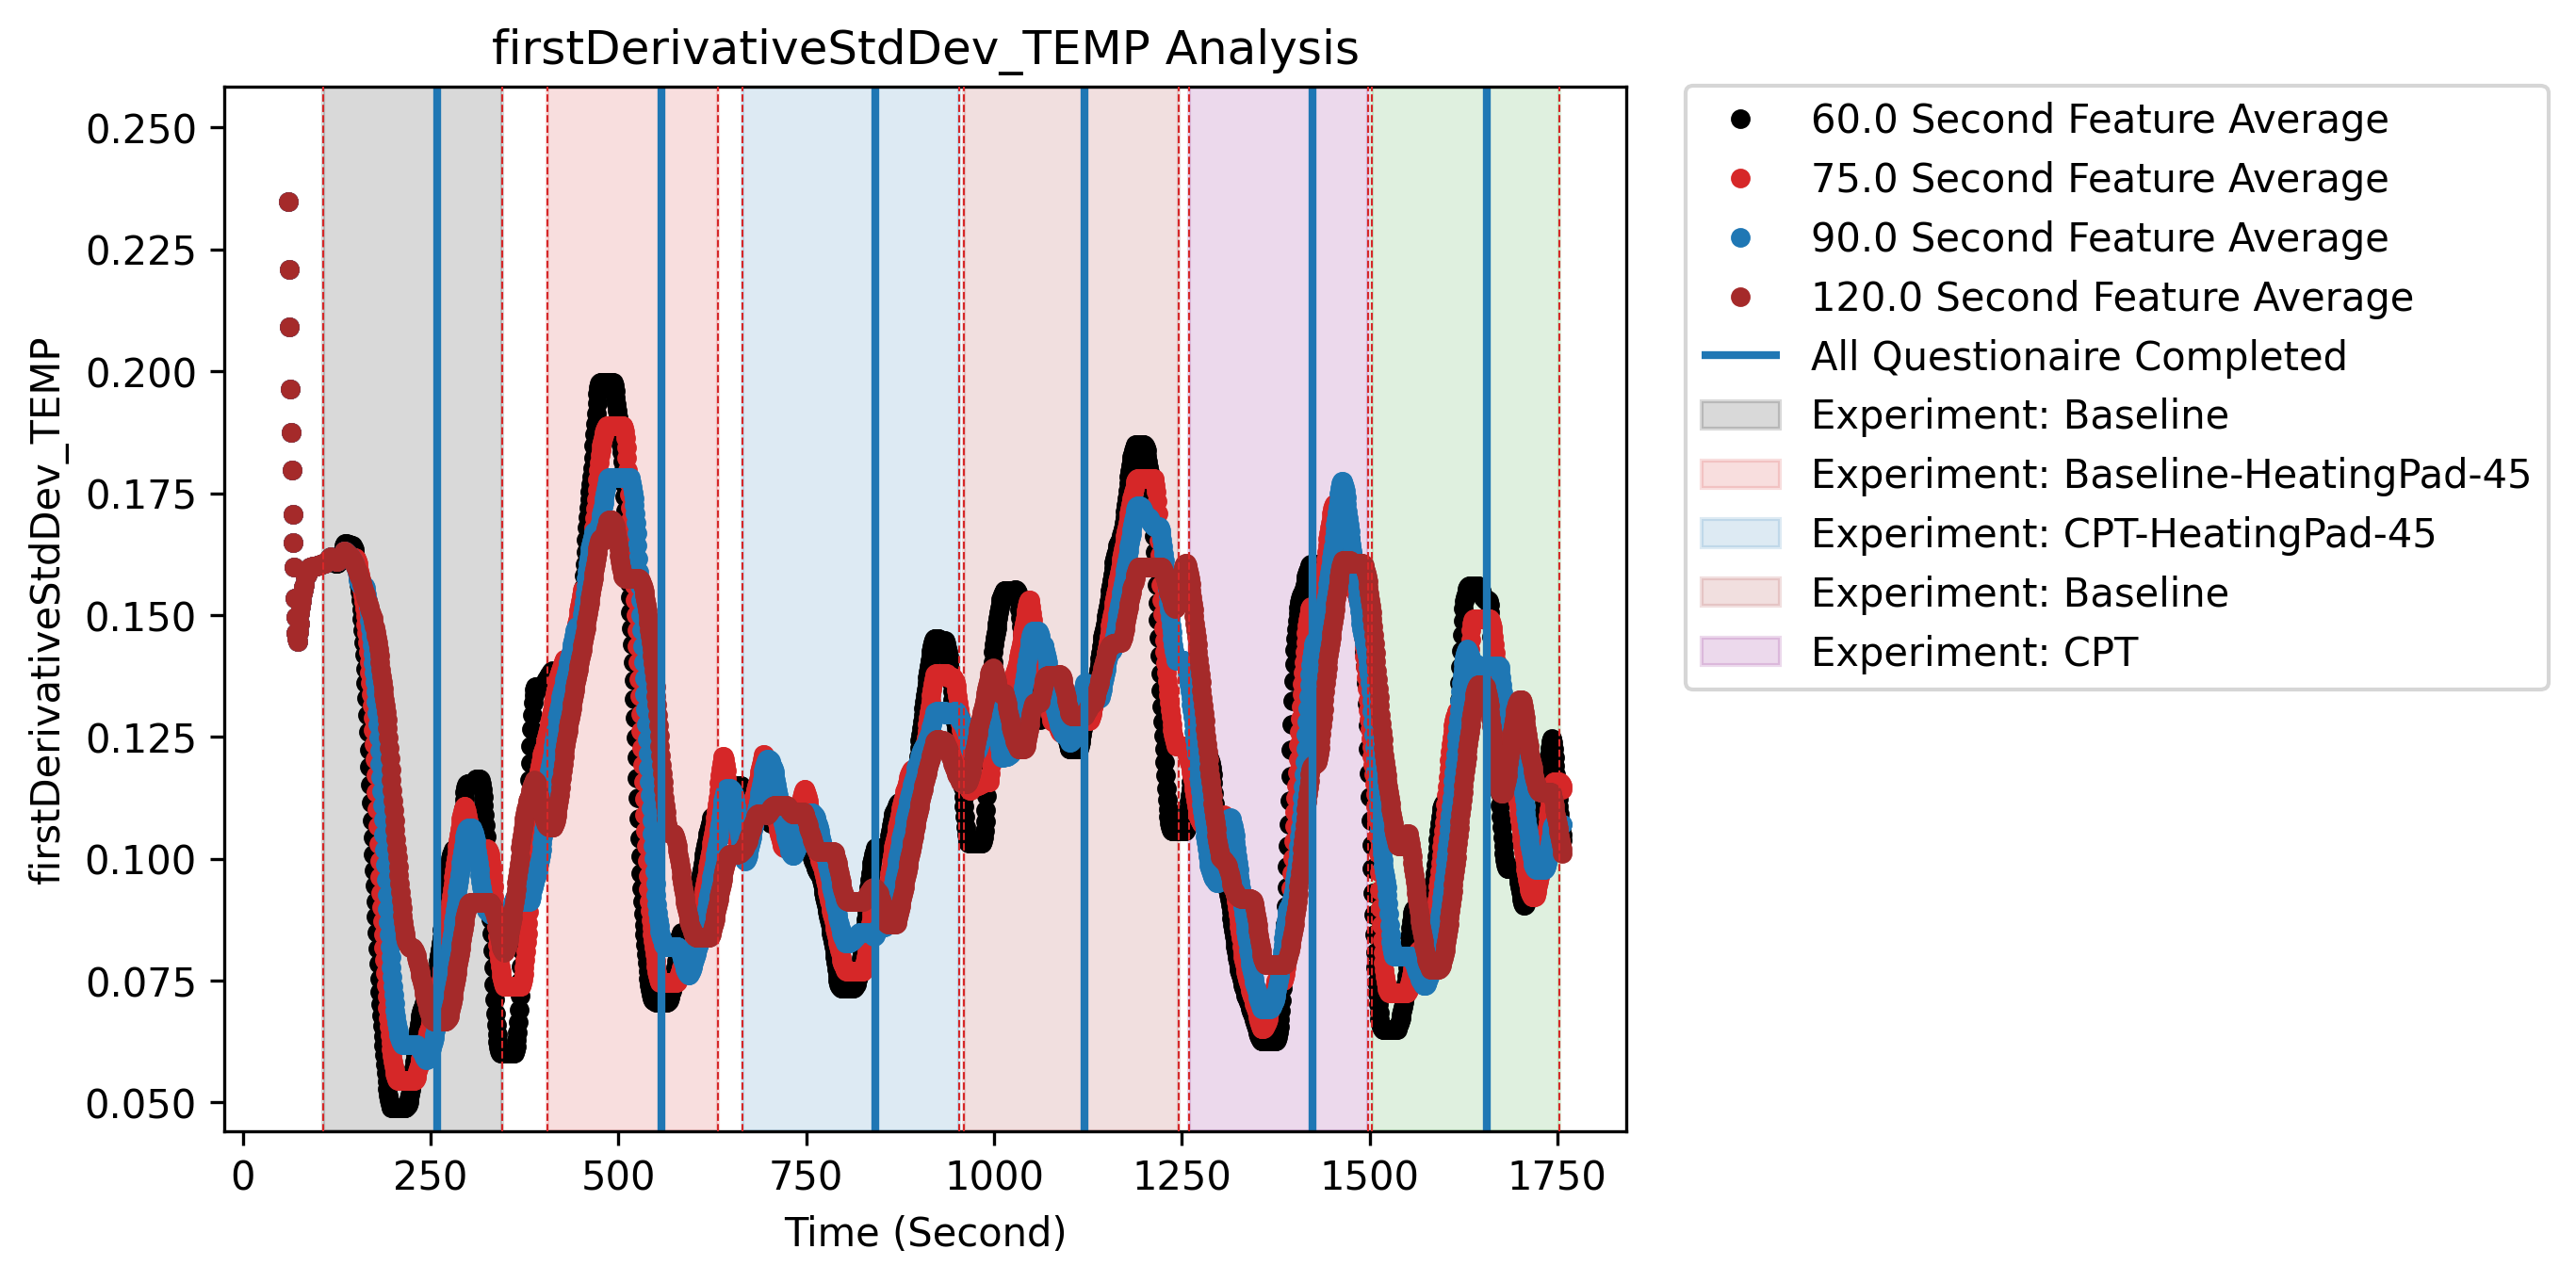 firstDerivativeStdDev_TEMP Analysis
firstDerivativeStdDev_TEMP
0.250
0.225
0.200
0.175
0.150
0.125
0.100
0.075
0.050
0
250
500
750
1000
1250
1500
1750
Time (Second)
60.0 Second Feature Average
75.0 Second Feature Average
90.0 Second Feature Average
120.0 Second Feature Average
All Questionaire Completed
Experiment: Baseline
Experiment: Baseline-HeatingPad-45
Experiment: CPT-HeatingPad-45
Experiment: Baseline
Experiment: CPT